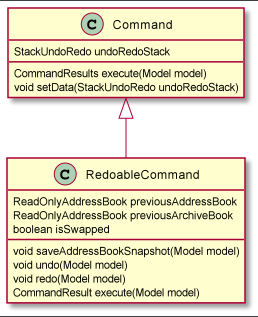 C Command
StackUndoRedo undoRedoStack
CommandResults execute(Model model)
void setData(StackUndoRedo undoRedoStack)
C RedoableCommand
ReadOnlyAddressBook previousAddressBook
ReadOnlyAddressBook previousArchiveBook
boolean isSwapped
void saveAddressBookSnapshot(Model model)
void undo(Model model)
void redo(Model model)
CommandResult execute(Model model)